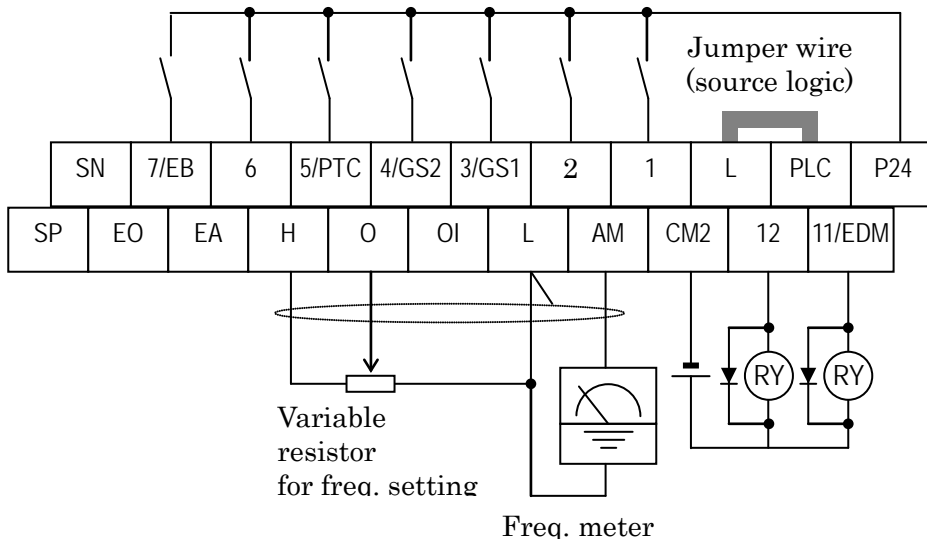 Jumper wire
(source logic)
SN 7/EB 6 5/PTC 4/GS2 3/GS1 2 1 L PLC P24
SP EO EA H O OI L AM CM2 12 11/EDM
RY RY
Variable
resistor
for freq. setting
Freq. meter